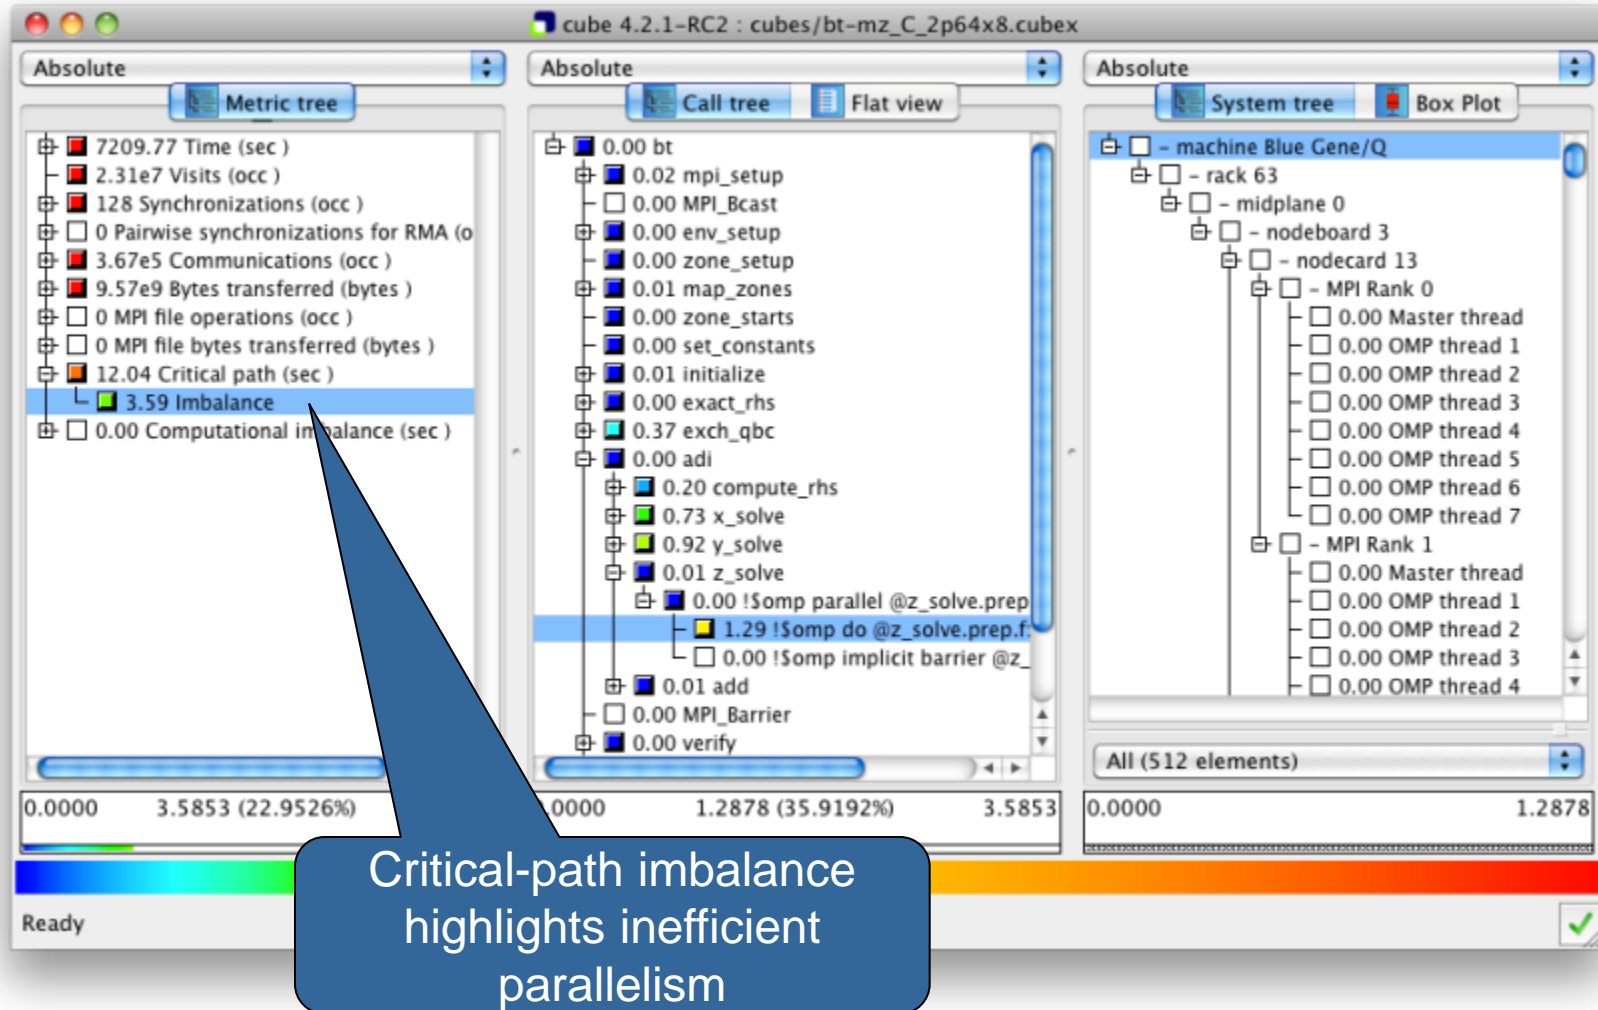 cube 4.2.1-RC2 : cubes/bt-mz_C_2p64x8.cubex
Absolute
Metric tree
7209.77 Time (sec )
2.31e7 Visits (occ )
128 Synchronizations (occ )
0 Pairwise synchronizations for RMA (o
3.67e5 Communications (occ )
9.57e9 Bytes transferred (bytes )
0 MPI file operations (occ )
0 MPI file bytes transferred (bytes )
12.04 Critical path (sec )
3.59 Imbalance
0.00 Computational imbalance (sec )
0.0000 3.5853 (22.9526%)
Absolute
Call tree Flat view
0.00 bt
0.02 mpi_setup
0.00 MPI_Bcast
0.00 env_setup
0.00 zone_setup
0.01 map_zones
0.00 zone_starts
0.00 set_constants
0.01 initialize
0.00 exact_rhs
0.37 exch_qbc
0.00 adi
0.20 compute_rhs
0.73 x_solve
0.92 y_solve
0.01 z_solve
0.00 !$omp parallel @z_solve.prep
1.29 !$omp do @z_solve.prep.f:
0.00 !$omp implicit barrier @z_
0.01 add
0.00 MPI_Barrier
0.00 verify
0.0000 1.2878 (35.9192%) 3.5853
Absolute
System tree Box Plot
- machine Blue Gene/Q
- rack 63
- midplane 0
- nodeboard 3
- nodecard 13
- MPI Rank 0
0.00 Master thread
0.00 OMP thread 1
0.00 OMP thread 2
0.00 OMP thread 3
0.00 OMP thread 4
0.00 OMP thread 5
0.00 OMP thread 6
0.00 OMP thread 7
- MPI Rank 1
0.00 Master thread
0.00 OMP thread 1
0.00 OMP thread 2
0.00 OMP thread 3
0.00 OMP thread 4
All (512 elements)
0.0000 1.2878
Critical-path imbalance
highlights inefficient
parallelism
Ready